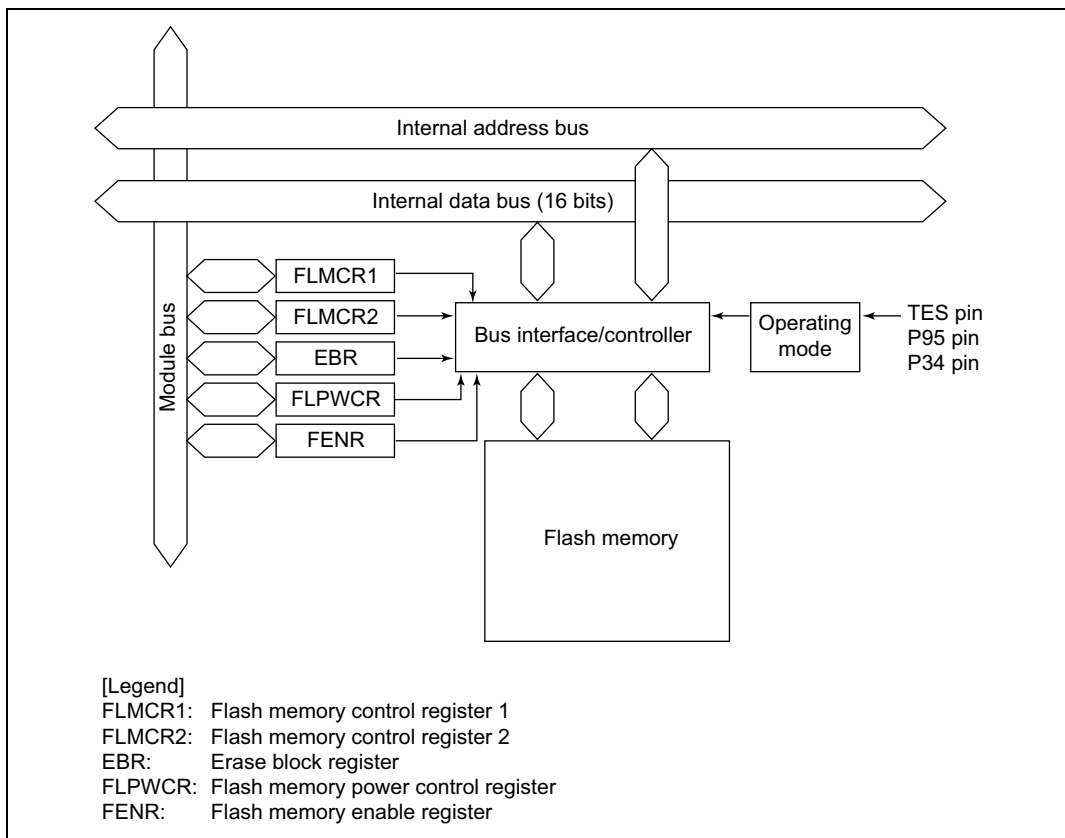 Internal address bus
Internal data bus (16 bits)
Module bus
FLMCR1
FLMCR2
EBR
FLPWCR
FENR
Bus interface/controller
Operating
mode
TES pin
P95 pin
P34 pin
Flash memory
[Legend]
FLMCR1: Flash memory control register 1
FLMCR2: Flash memory control register 2
EBR: Erase block register
FLPWCR: Flash memory power control register
FENR: Flash memory enable register